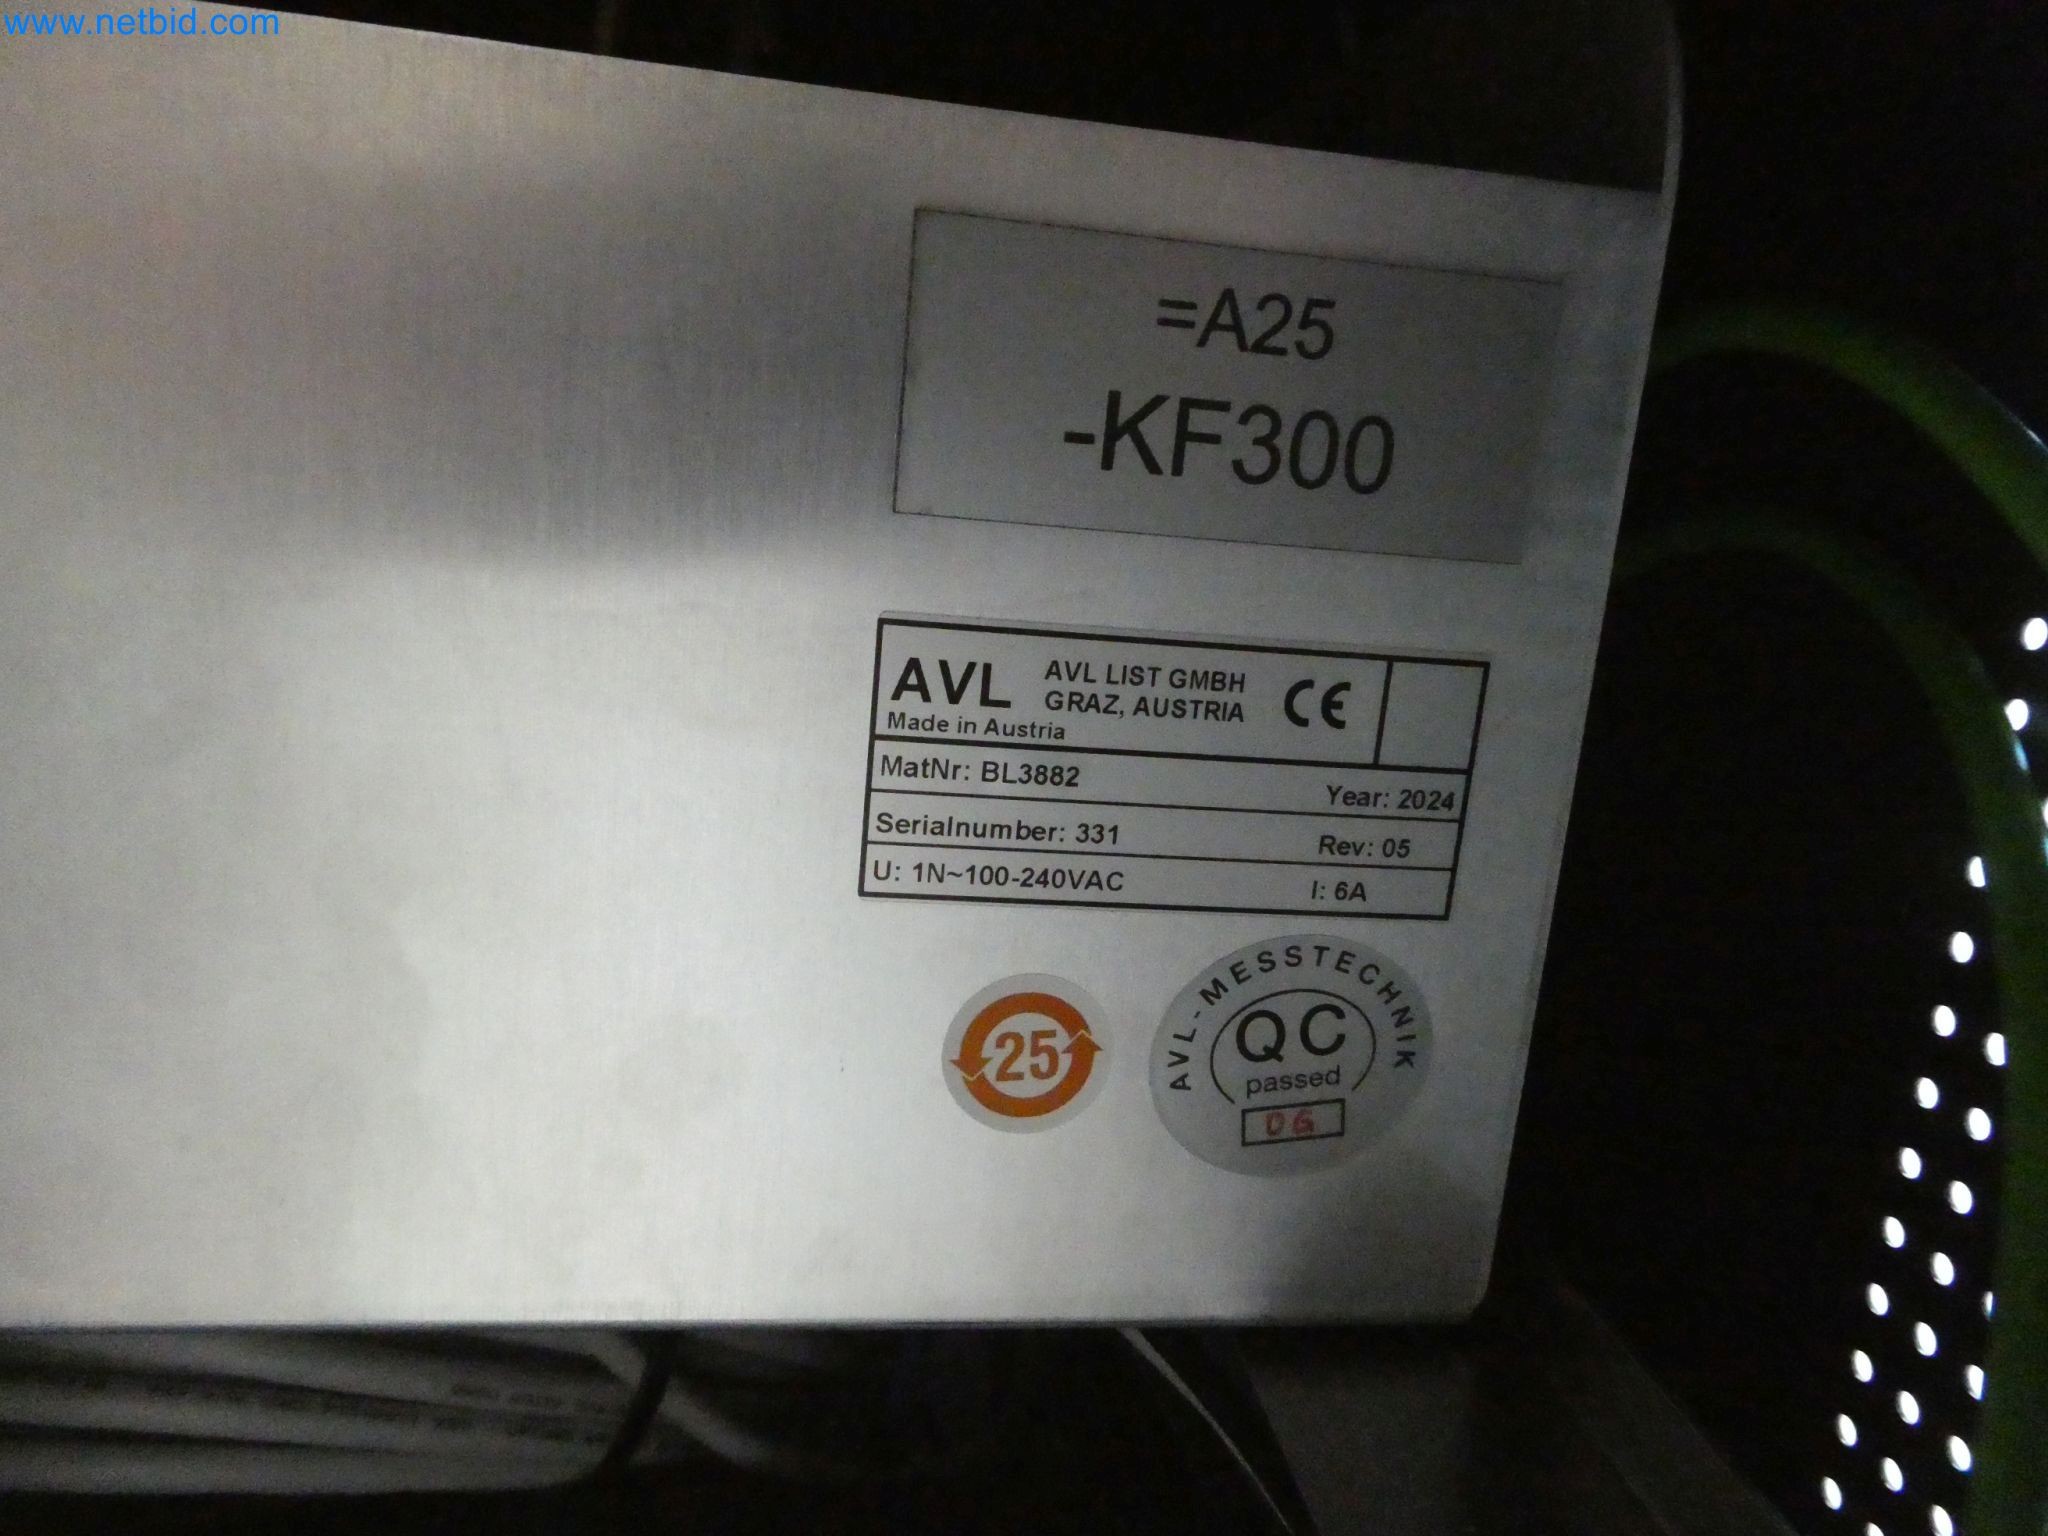 www.netbid.com
=A25
-KF300
AVL
AVL LIST GMBH
GRAZ, AUSTRIA
CE
Made in Austria
MatNr: BL3882
Year: 2024
Serialnumber: 331
Rev: 05
U: 1N~100-240VAC
I: 6A
25
AVL-MESSTECHNIK
QC
passed
06